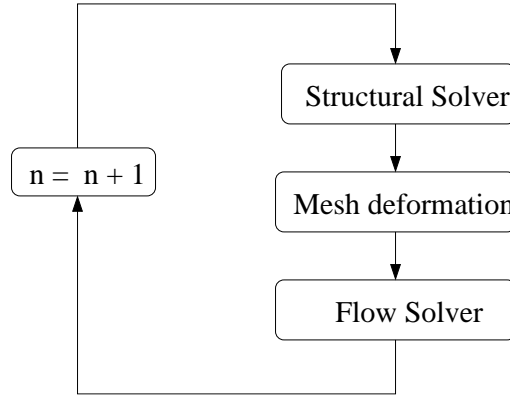 Structural Solver
n = n + 1
Mesh deformation
Flow Solver